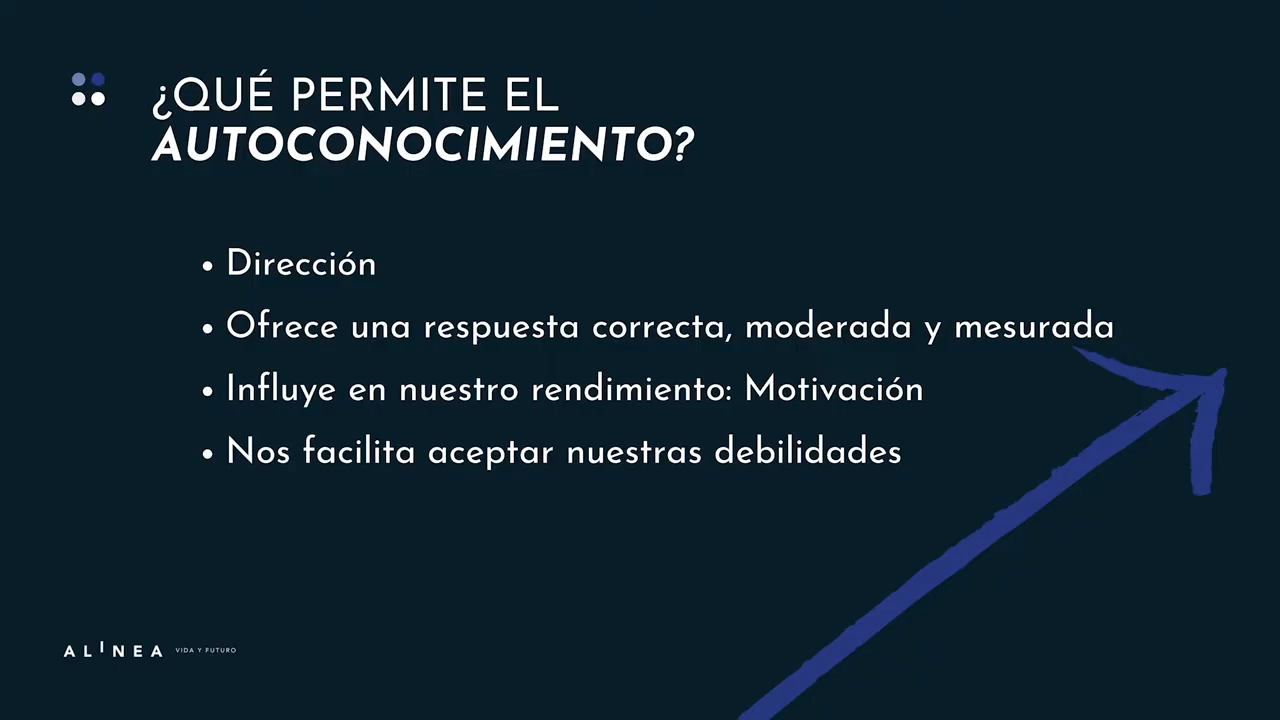 ¿QUÉ PERMITE EL
AUTOCONOCIMIENTO?
• Dirección
• Ofrece una respuesta correcta, moderada y mesurada
• Influye en nuestro rendimiento: Motivación
• Nos facilita aceptar nuestras debilidades
ALINEA VIDA Y FUTURO